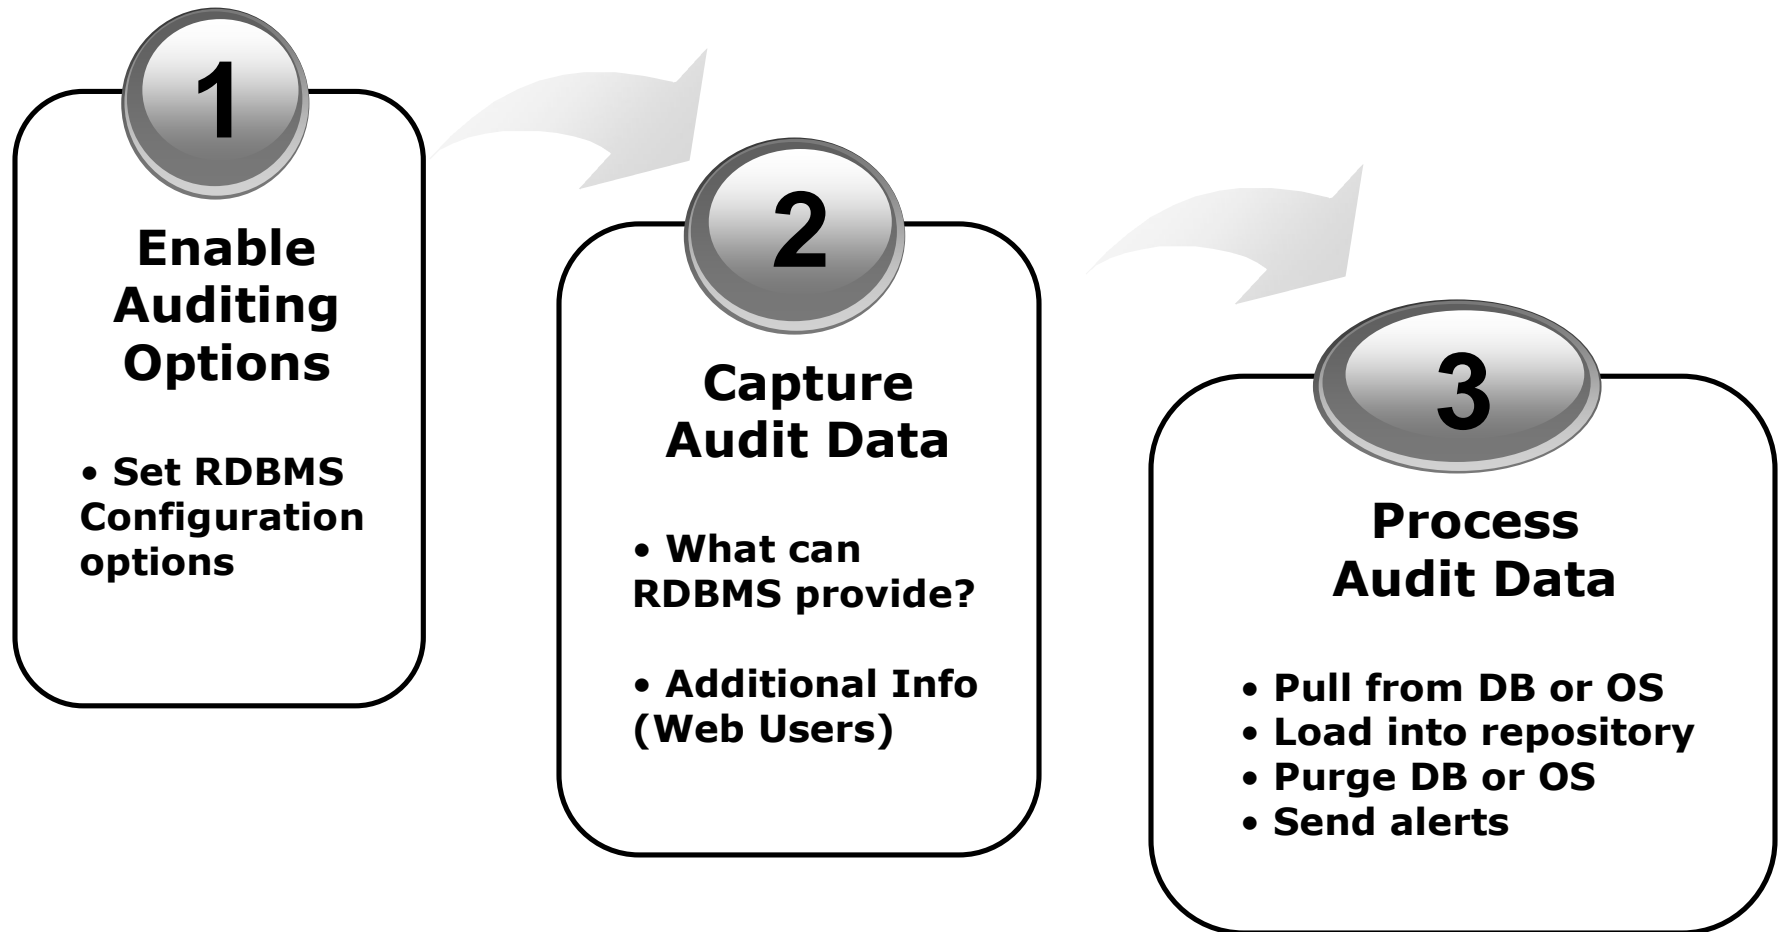 1
Enable
Auditing
Options
• Set RDBMS
Configuration
options
2
Capture
Audit Data
• What can
RDBMS provide?
• Additional Info
(Web Users)
3
Process
Audit Data
• Pull from DB or OS
• Load into repository
• Purge DB or OS
• Send alerts